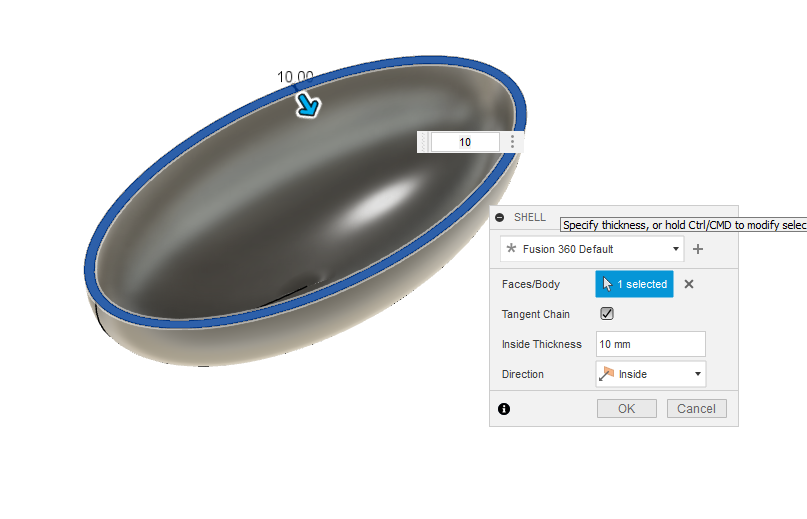 10.00
10
SHELL
Specify thickness, or hold Ctrl/CMD to modify selec
Fusion 360 Default
Faces/Body 1 selected
Tangent Chain
Inside Thickness 10 mm
Direction Inside
OK Cancel